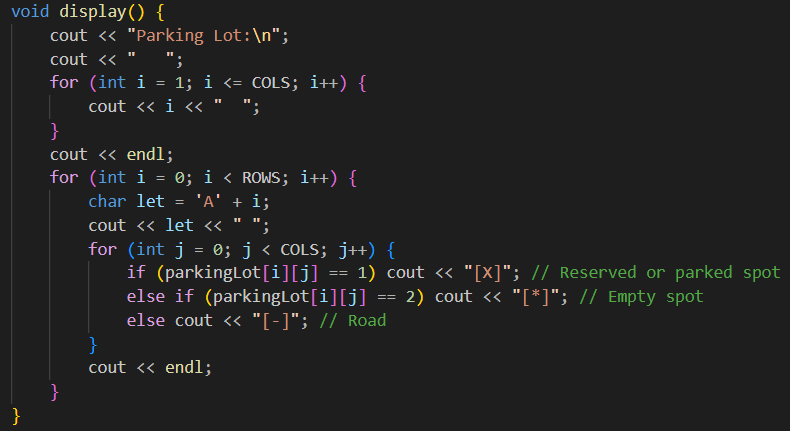 void display() {
    cout << "Parking Lot:\n";
    cout << "   ";
    for (int i = 1; i <= COLS; i++) {
        cout << i << "  ";
    }
    cout << endl;
    for (int i = 0; i < ROWS; i++) {
        char let = 'A' + i;
        cout << let << " ";
        for (int j = 0; j < COLS; j++) {
            if (parkingLot[i][j] == 1) cout << "[X]"; // Reserved or parked spot
            else if (parkingLot[i][j] == 2) cout << "[*]"; // Empty spot
            else cout << "[-]"; // Road
        }
        cout << endl;
    }
}